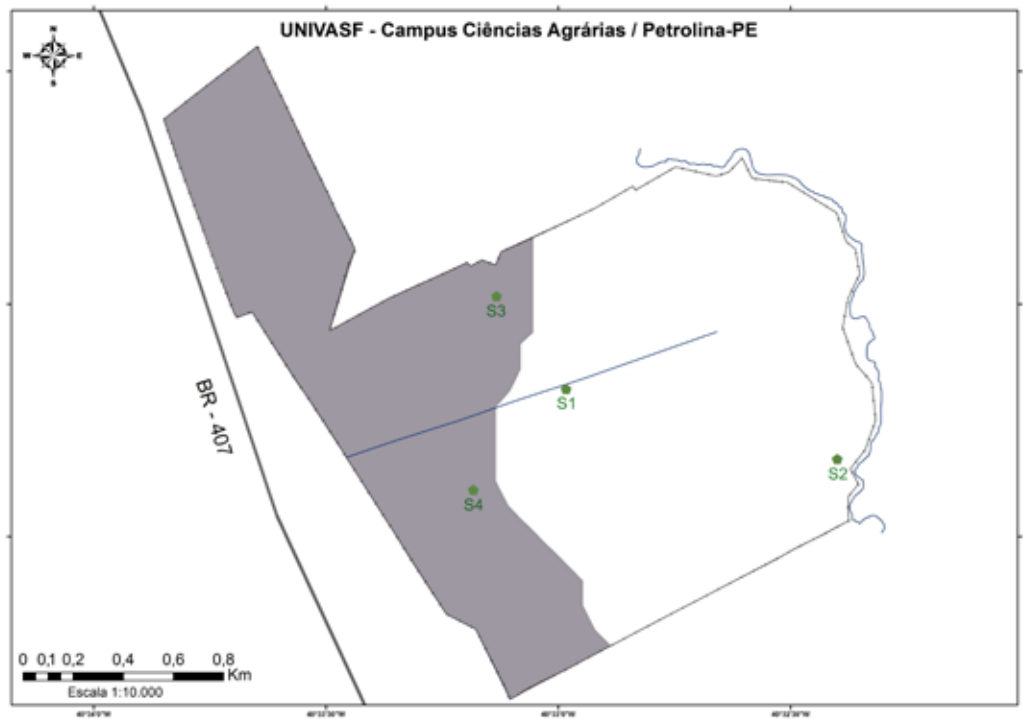 UNIVASF - Campus Ciências Agrárias / Petrolina-PE
N
W E
S
S3
S1
BR - 407
S2
S4
0 0,1 0,2 0,4 0,6 0,8
Km
Escala 1:10.000